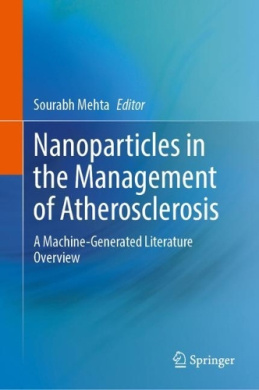 Sourabh Mehta Editor
Nanoparticles in
the Management
of Atherosclerosis
A Machine-Generated Literature
Overview
Springer